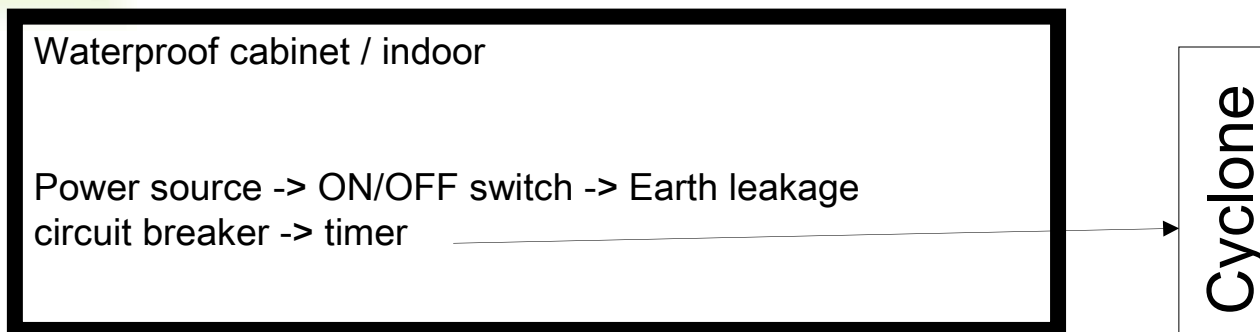 Waterproof cabinet / indoor
Power source -> ON/OFF switch -> Earth leakage
circuit breaker -> timer
Cyclone